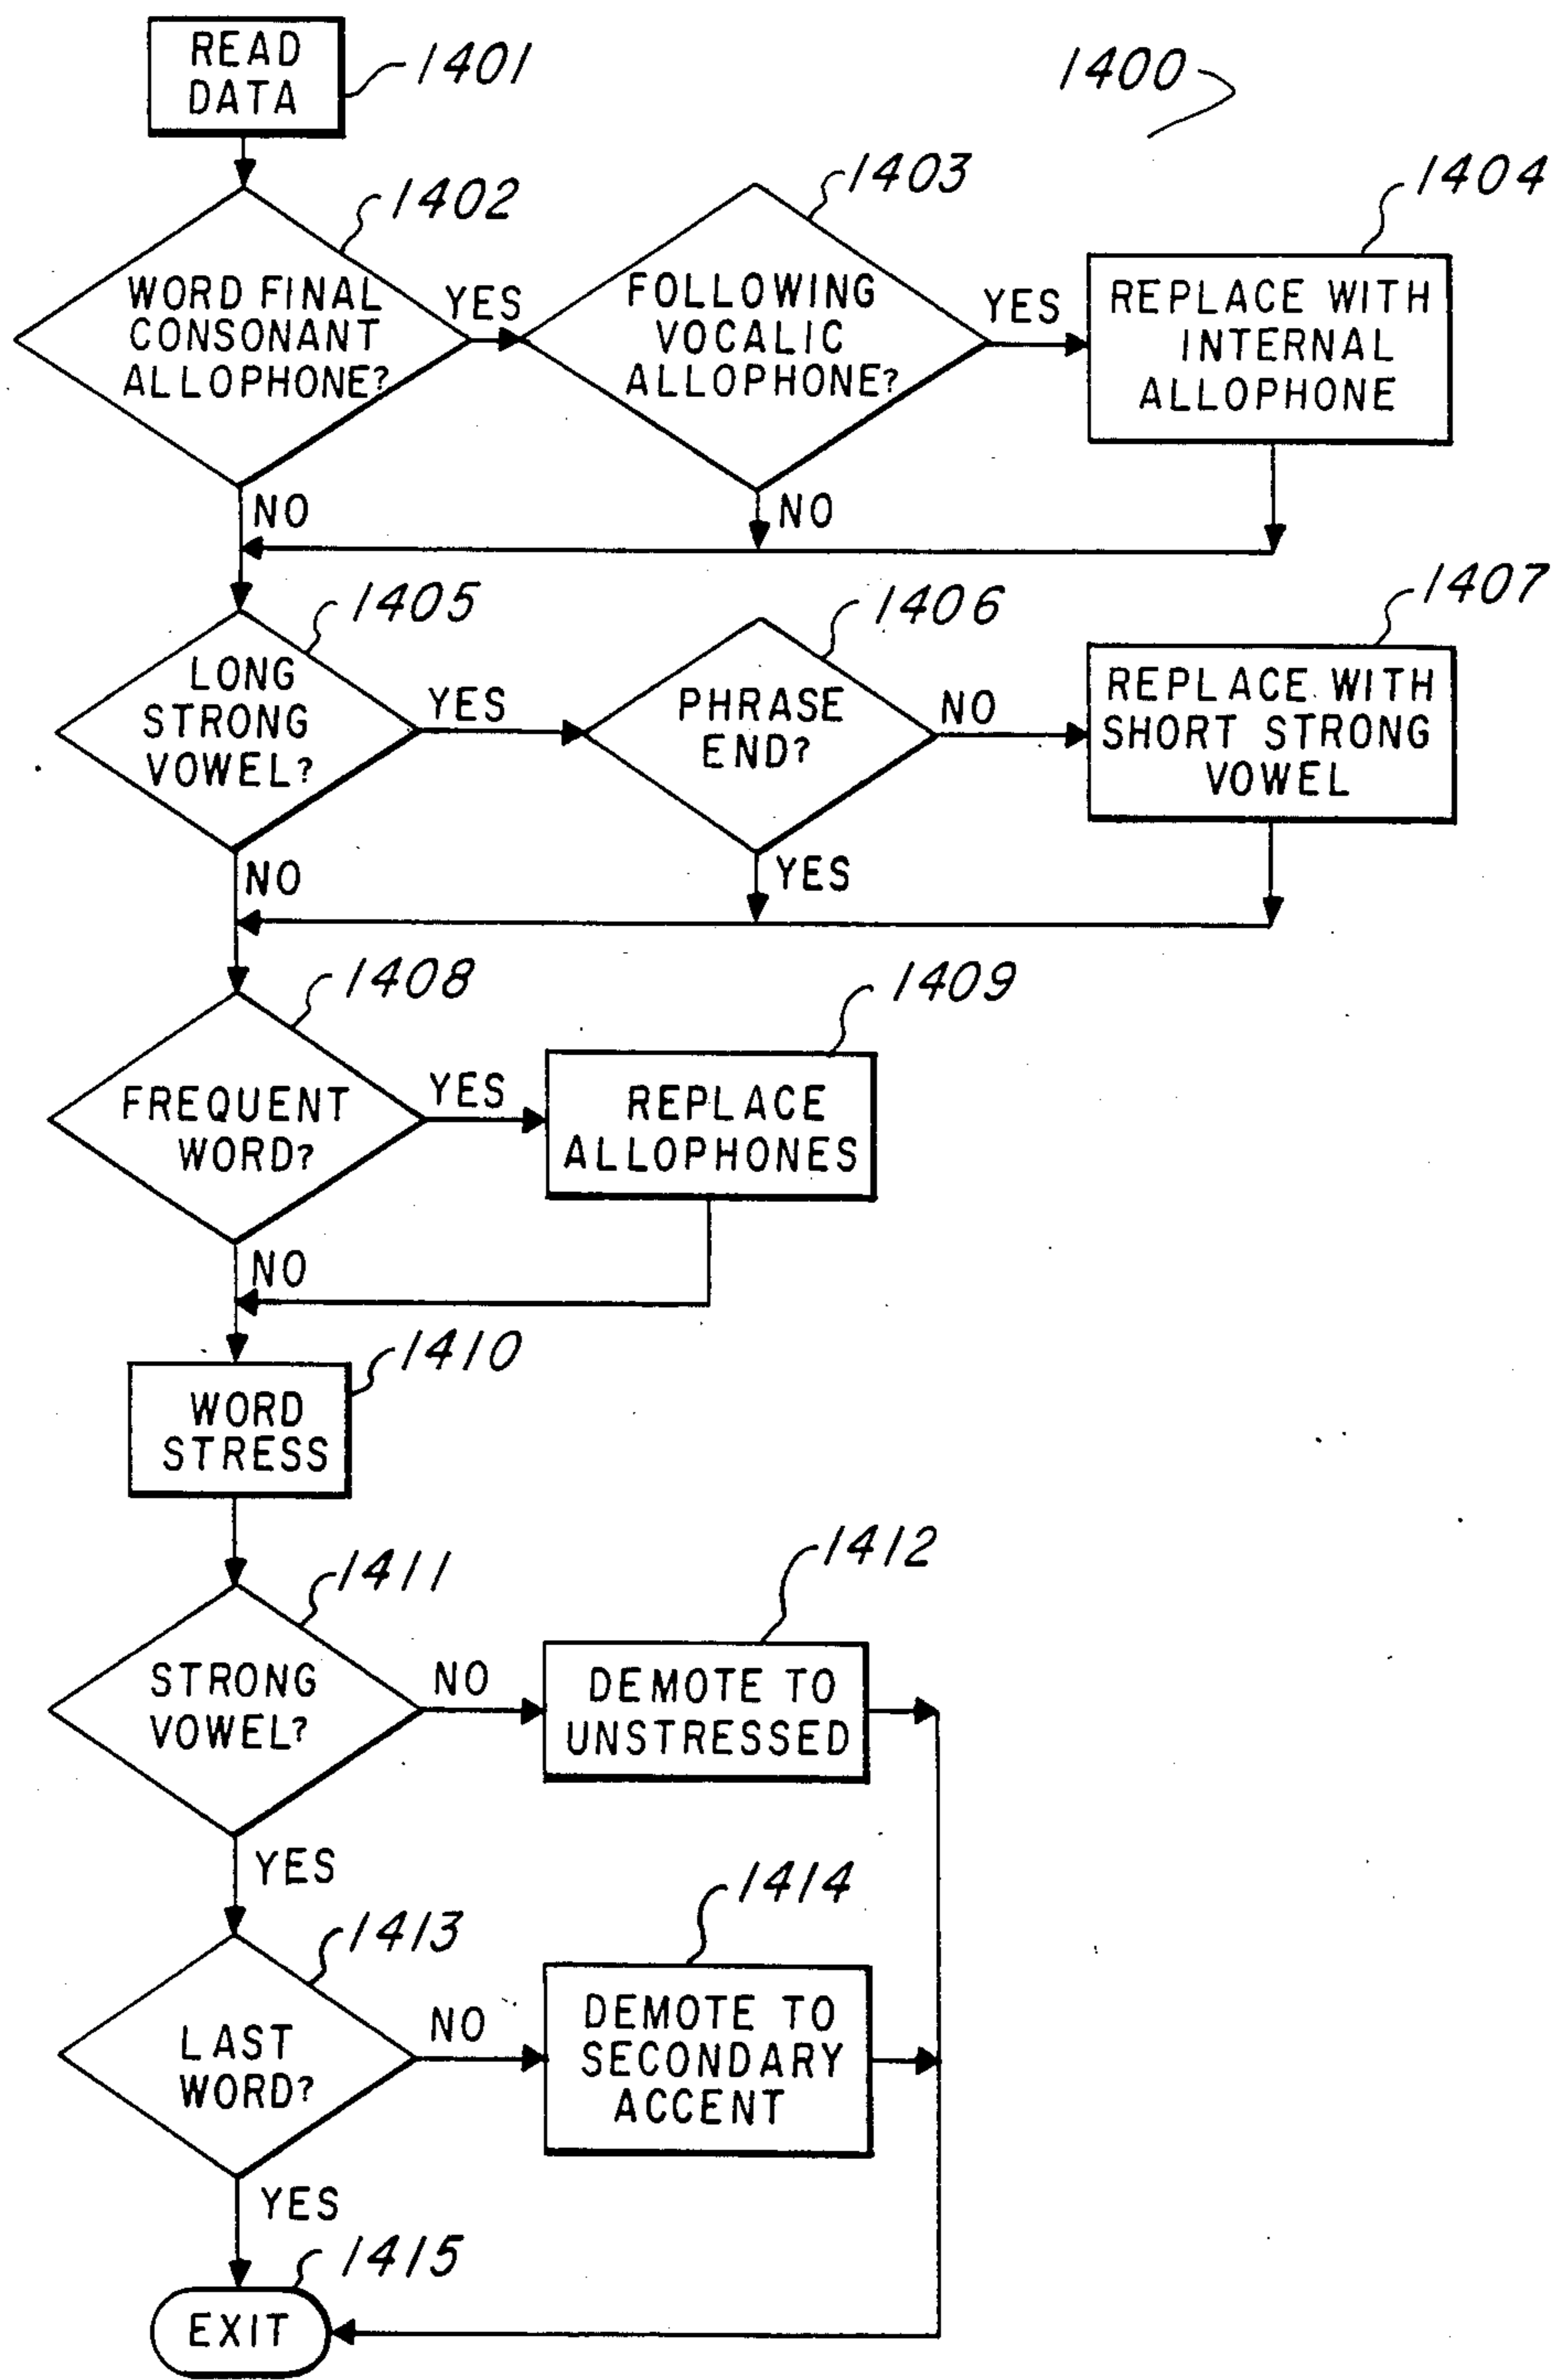 READ
DATA
1401
1400
1402
1403
1404
WORD FINAL
CONSONANT
ALLOPHONE?
YES
FOLLOWING
VOCALIC
ALLOPHONE?
YES
REPLACE WITH
INTERNAL
ALLOPHONE
NO
NO
1405
1406
1407
LONG
STRONG
VOWEL?
YES
PHRASE
END?
NO
REPLACE WITH
SHORT STRONG
VOWEL
NO
YES
1408
1409
FREQUENT
WORD?
YES
REPLACE
ALLOPHONES
NO
1410
WORD
STRESS
1411
1412
STRONG
VOWEL?
NO
DEMOTE TO
UNSTRESSED
YES
1413
1414
LAST
WORD?
NO
DEMOTE TO
SECONDARY
ACCENT
YES
1415
EXIT